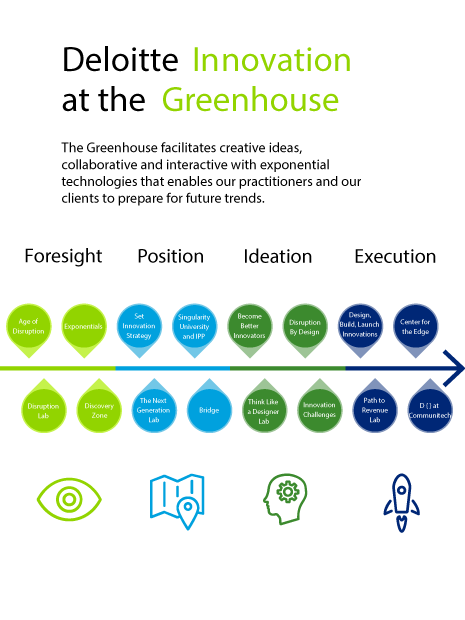 Deloitte Innovation
at the Greenhouse
The Greenhouse facilitates creative ideas,
collaborative and interactive with exponential
technologies that enables our practitioners and our
clients to prepare for future trends.
Foresight Position Ideation Execution
Age of
Disruption
Exponentials
Set
Innovation
Strategy
Singularity
University
and IPP
Become
Better
Innovators
Disruption
By Design
Design,
Build, Launch
Innovations
Center for
the Edge
Disruption
Lab
Discovery
Zone
The Next
Generation
Lab
Bridge
Think Like
a Designer
Lab
Innovation
Challenges
Path to
Revenue
Lab
D { } at
Communitech